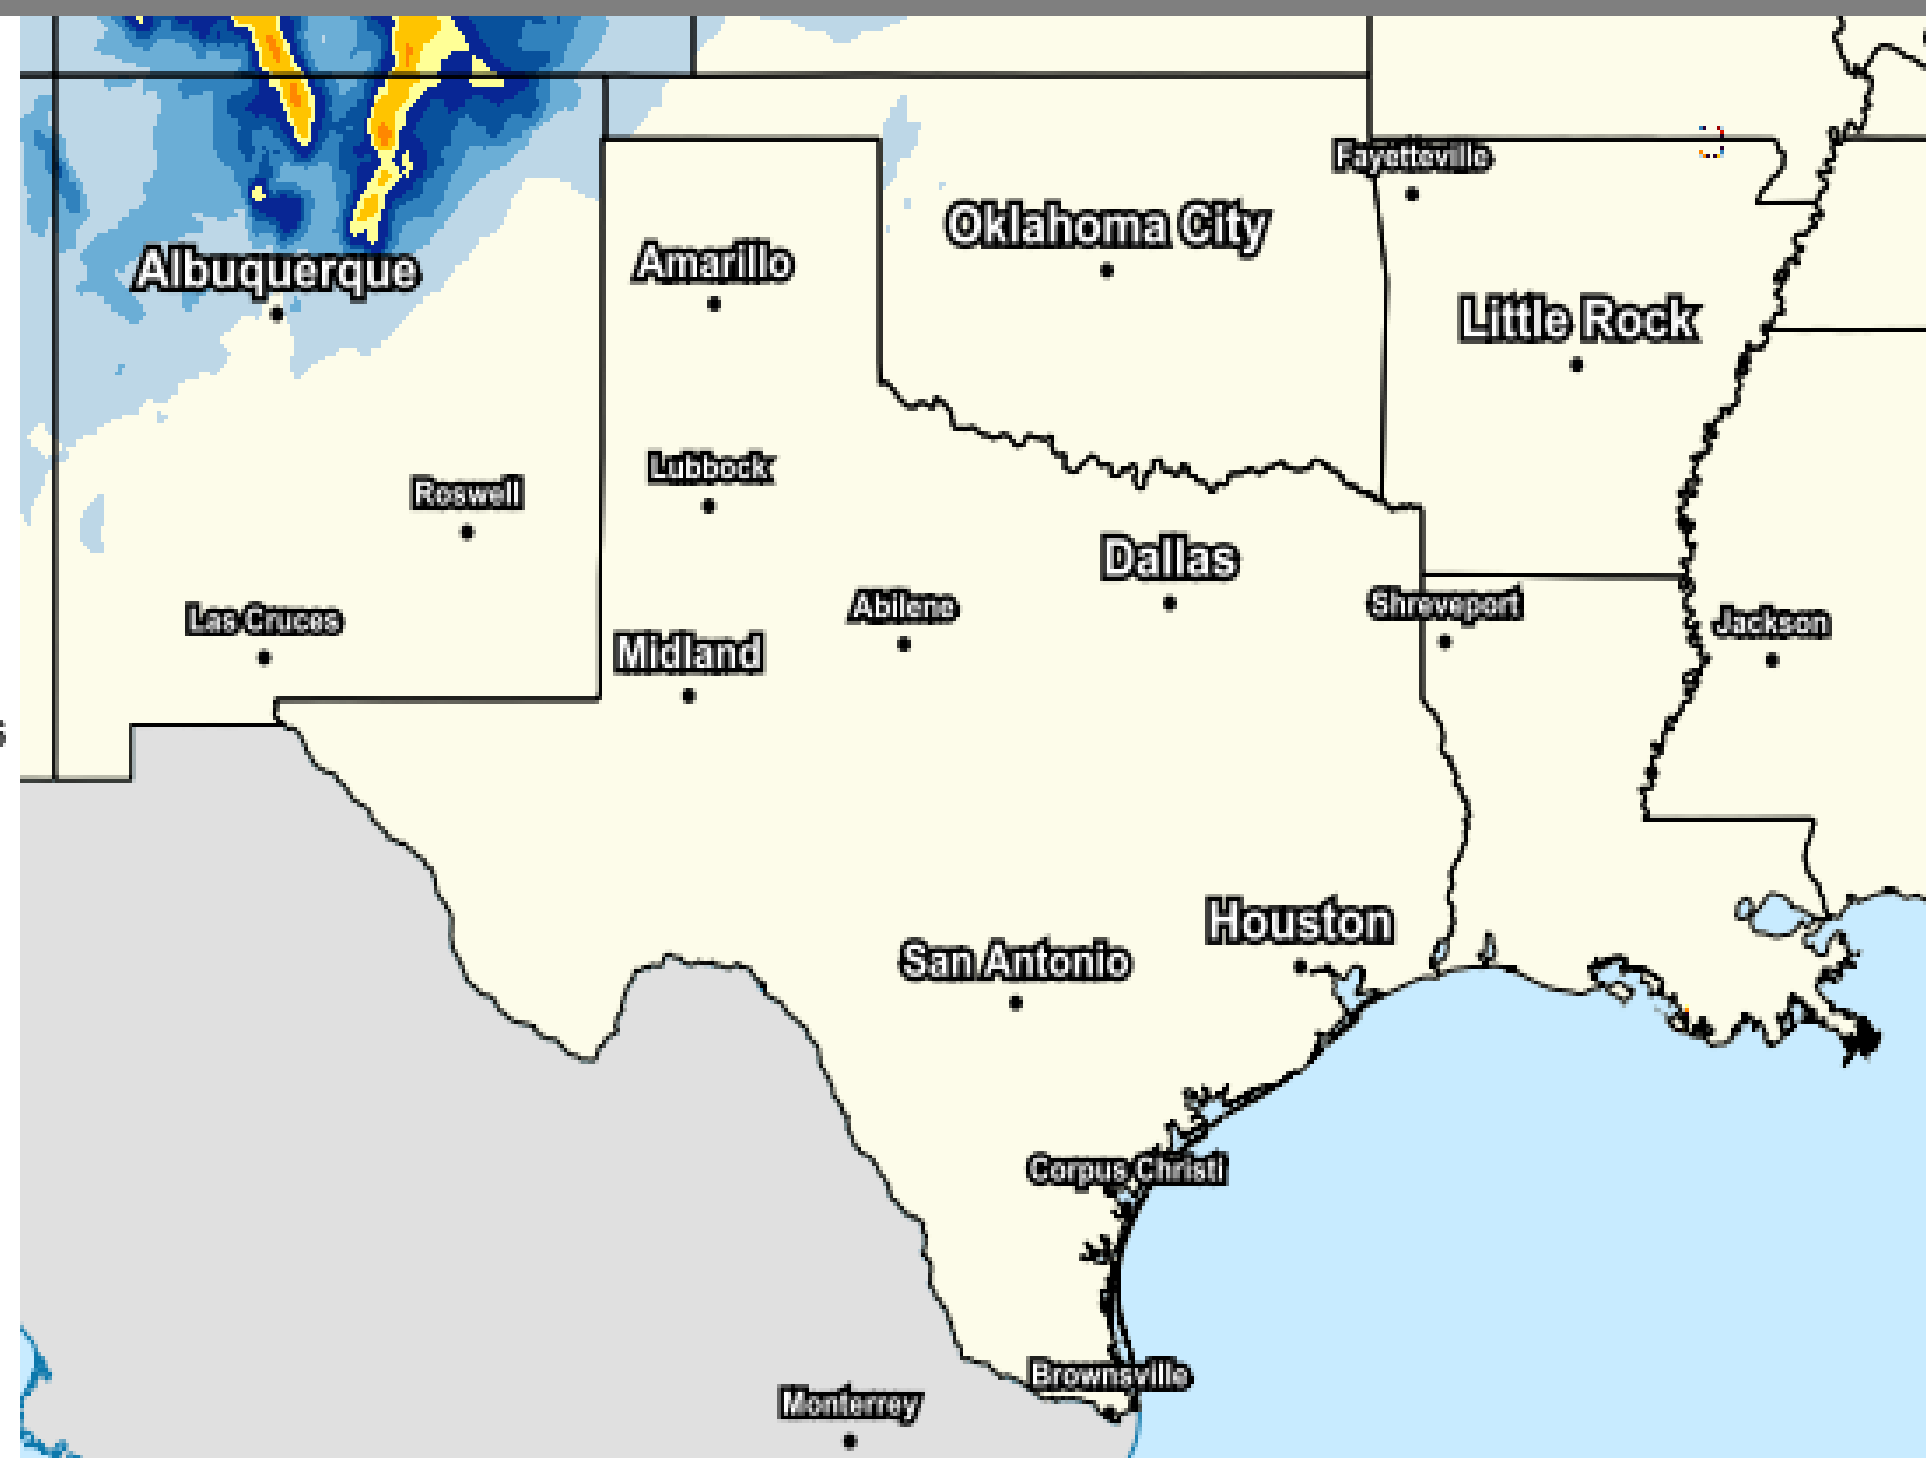 Fayetteville
Oklahoma City
Albuquerque
Amarillo
Little Rock
Lubbock
Roswell
Dallas
Abilene
Shreveport
Las Cruces
Jackson
Midland
s
Houston
San Antonio
Corpus Christi
Brownsville
Monterrey